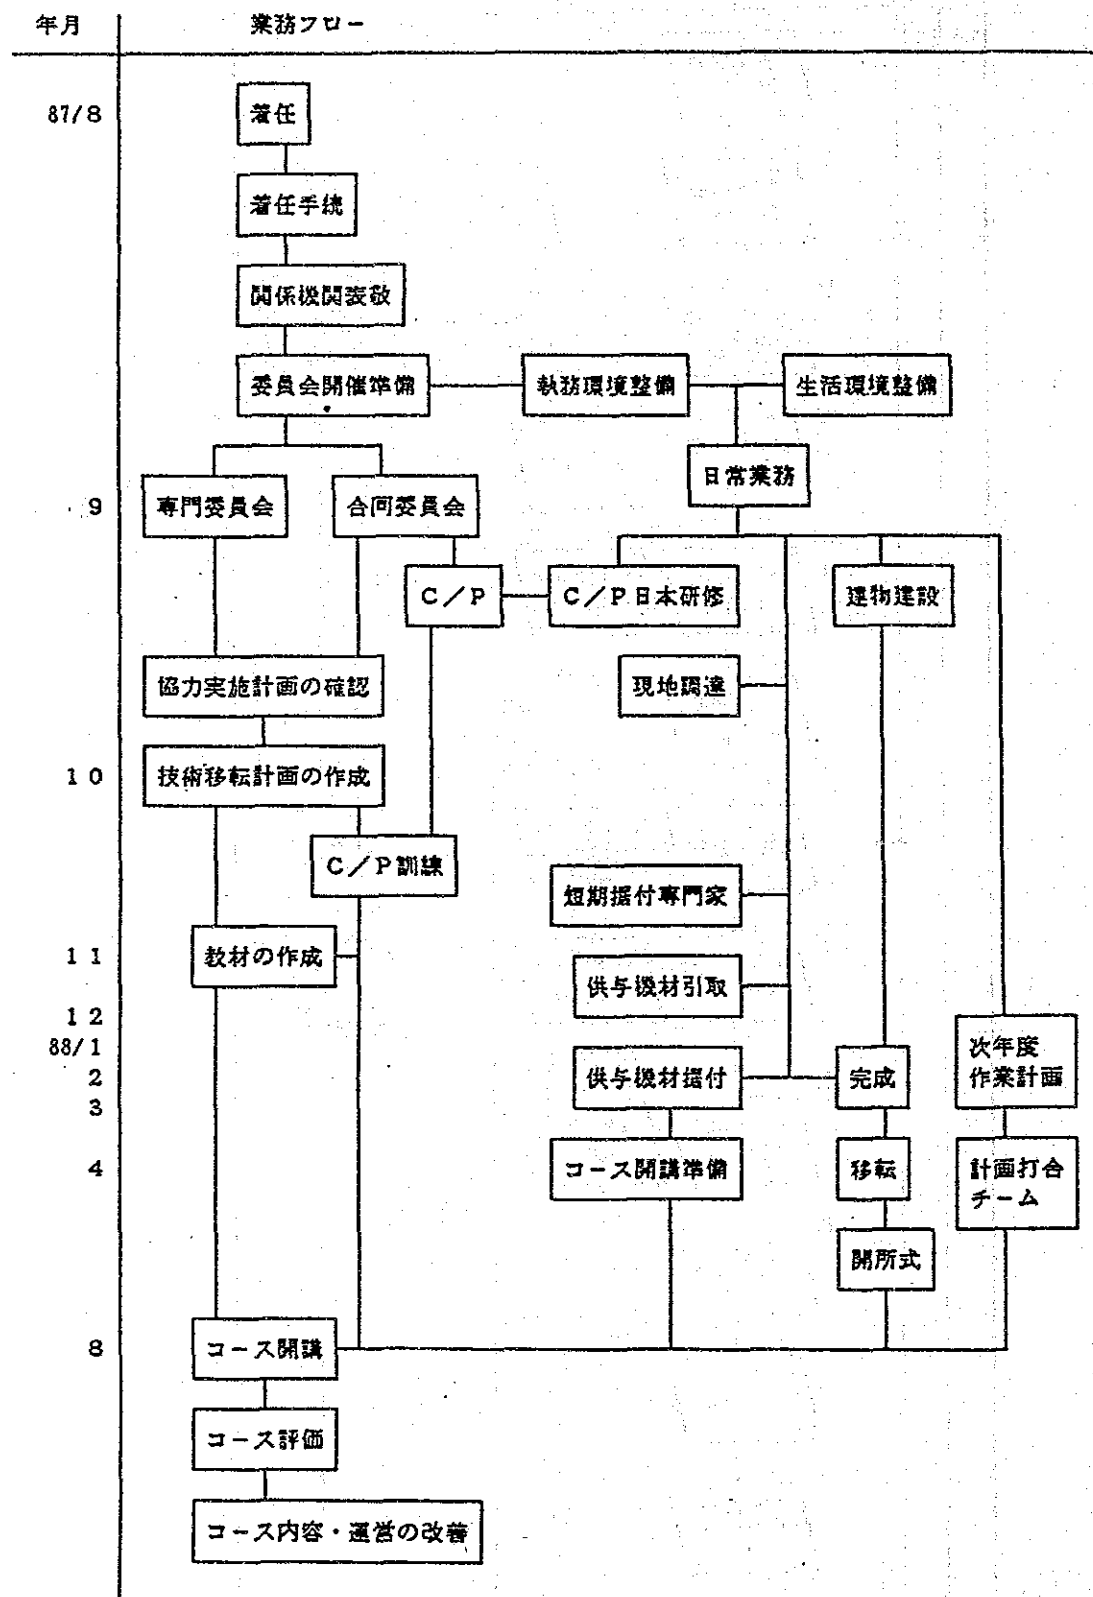 年月 業務フロー
87/8 着任
着任手続
関係機関表敬
委員会開催準備 執務環境整備 生活環境整備
日常業務
9 専門委員会 合同委員会
C/P C/P日本研修 建物建設
協力実施計画の確認 現地調達
10 技術移転計画の作成
C/P訓練 短期据付専門家
11 教材の作成
供与機材引取
12
88/1 次年度
2 供与機材据付 完成 作業計画
3
4 コース開講準備 移転 計画打合
チーム
開所式
8 コース開講
コース評価
コース内容・運営の改善